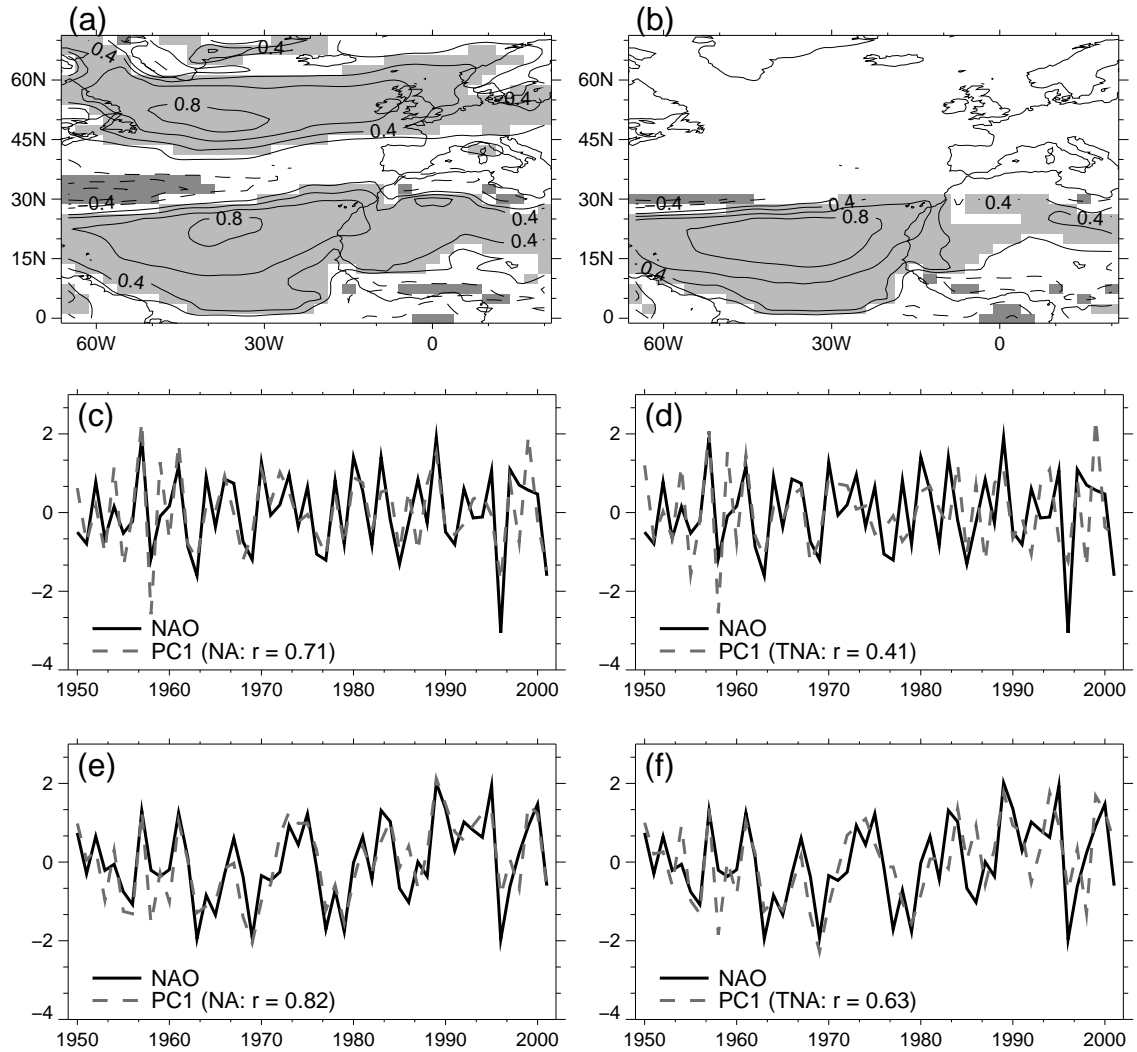 (a)
(b)
60N
45N
30N
15N
0
60W
30W
0
0.4
0.4
0.8
0.4
0.4
0.4
0.8
0.4
0.4
0.4
60N
45N
30N
15N
0
60W
30W
0
0.4
0.8
0.4
0.4
0.4
(c)
2
0
−2
−4
NAO
PC1 (NA: r = 0.71)
1950
1960
1970
1980
1990
2000
(d)
2
0
−2
−4
NAO
PC1 (TNA: r = 0.41)
1950
1960
1970
1980
1990
2000
(e)
2
0
−2
−4
NAO
PC1 (NA: r = 0.82)
1950
1960
1970
1980
1990
2000
(f)
2
0
−2
−4
NAO
PC1 (TNA: r = 0.63)
1950
1960
1970
1980
1990
2000